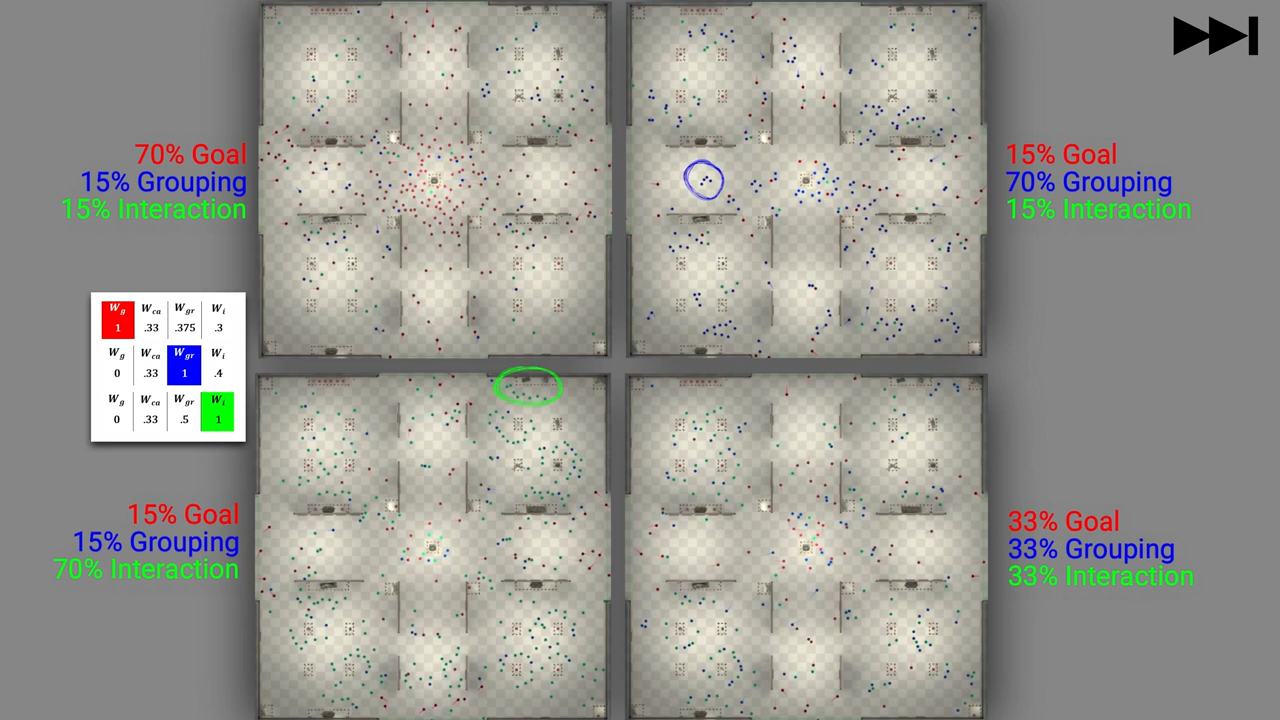 70% Goal
15% Grouping
15% Interaction
15% Goal
70% Grouping
15% Interaction
Wg Wca Wgr Wi
1 .33 .375 .3
Wg Wca Wgr Wi
0 .33 1 .4
Wg Wca Wgr Wi
0 .33 .5 1
15% Goal
15% Grouping
70% Interaction
33% Goal
33% Grouping
33% Interaction